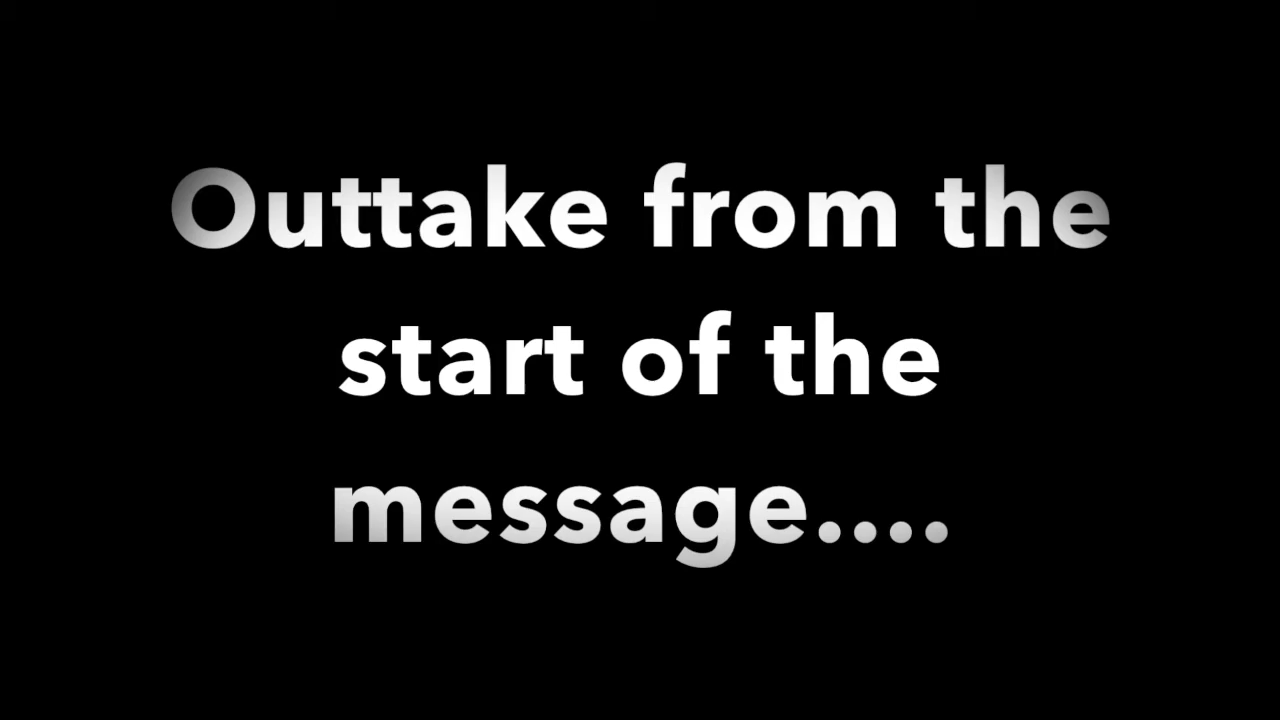 Outtake from the
start of the
message....